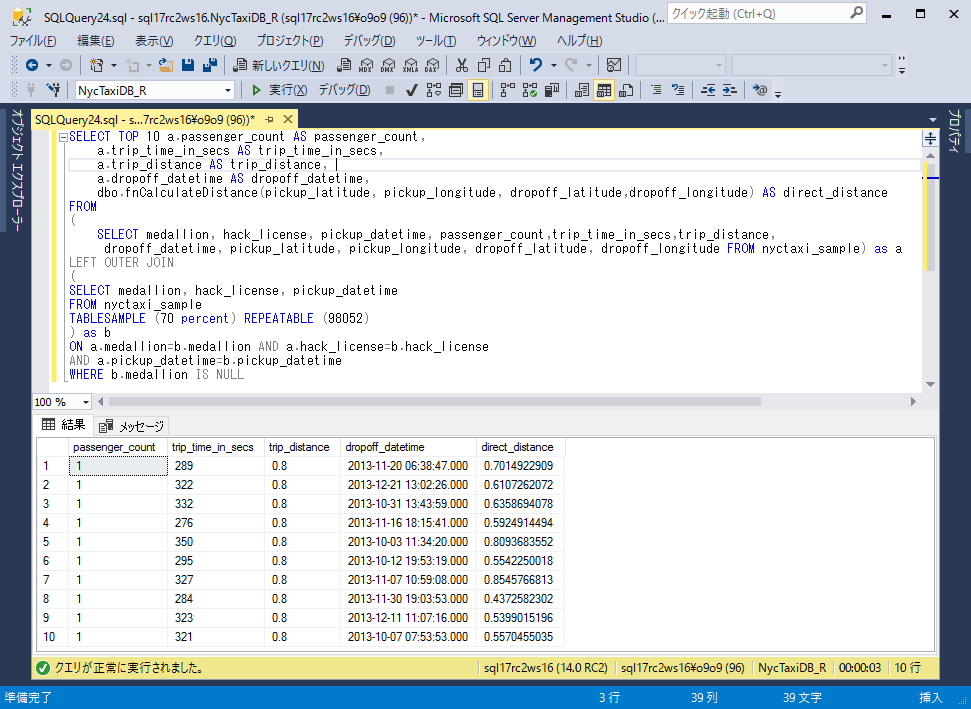 SQLQuery24.sql - sql17rc2ws16.NycTaxiDB_R (sql17rc2ws16¥o9o9 (96))* - Microsoft SQL Server Management Studio (...
クイック起動 (Ctrl+Q)
ファイル(F) 編集(E) 表示(V) クエリ(Q) プロジェクト(P) デバッグ(D) ツール(T) ウィンドウ(W) ヘルプ(H)
新しいクエリ(N) MDX DMX XMLA DAX
NycTaxiDB_R 実行(X) デバッグ(D)
オブジェクト エクスプローラー
SQLQuery24.sql - s...7rc2ws16¥o9o9 (96))*
プロパティ
SELECT TOP 10 a.passenger_count AS passenger_count,
a.trip_time_in_secs AS trip_time_in_secs,
a.trip_distance AS trip_distance,
a.dropoff_datetime AS dropoff_datetime,
dbo.fnCalculateDistance(pickup_latitude, pickup_longitude, dropoff_latitude,dropoff_longitude) AS direct_distance
FROM
(
SELECT medallion, hack_license, pickup_datetime, passenger_count,trip_time_in_secs,trip_distance,
dropoff_datetime, pickup_latitude, pickup_longitude, dropoff_latitude, dropoff_longitude FROM nyctaxi_sample) as a
LEFT OUTER JOIN
(
SELECT medallion, hack_license, pickup_datetime
FROM nyctaxi_sample
TABLESAMPLE (70 percent) REPEATABLE (98052)
) as b
ON a.medallion=b.medallion AND a.hack_license=b.hack_license
AND a.pickup_datetime=b.pickup_datetime
WHERE b.medallion IS NULL
100 %
結果 メッセージ
passenger_count trip_time_in_secs trip_distance dropoff_datetime direct_distance
1 1 289 0.8 2013-11-20 06:38:47.000 0.7014922909
2 1 322 0.8 2013-12-21 13:02:26.000 0.6107262072
3 1 332 0.8 2013-10-31 13:43:59.000 0.6358694078
4 1 276 0.8 2013-11-16 18:15:41.000 0.5924914494
5 1 350 0.8 2013-10-03 11:34:20.000 0.8093683552
6 1 295 0.8 2013-10-12 19:53:19.000 0.5542250018
7 1 327 0.8 2013-11-07 10:59:08.000 0.8545766813
8 1 284 0.8 2013-11-30 19:03:53.000 0.4372582302
9 1 323 0.8 2013-12-11 11:07:16.000 0.5399015196
10 1 321 0.8 2013-10-07 07:53:53.000 0.5570455035
クエリが正常に実行されました。 sql17rc2ws16 (14.0 RC2) sql17rc2ws16¥o9o9 (96) NycTaxiDB_R 00:00:03 10 行
準備完了 3 行 39 列 39 文字 挿入